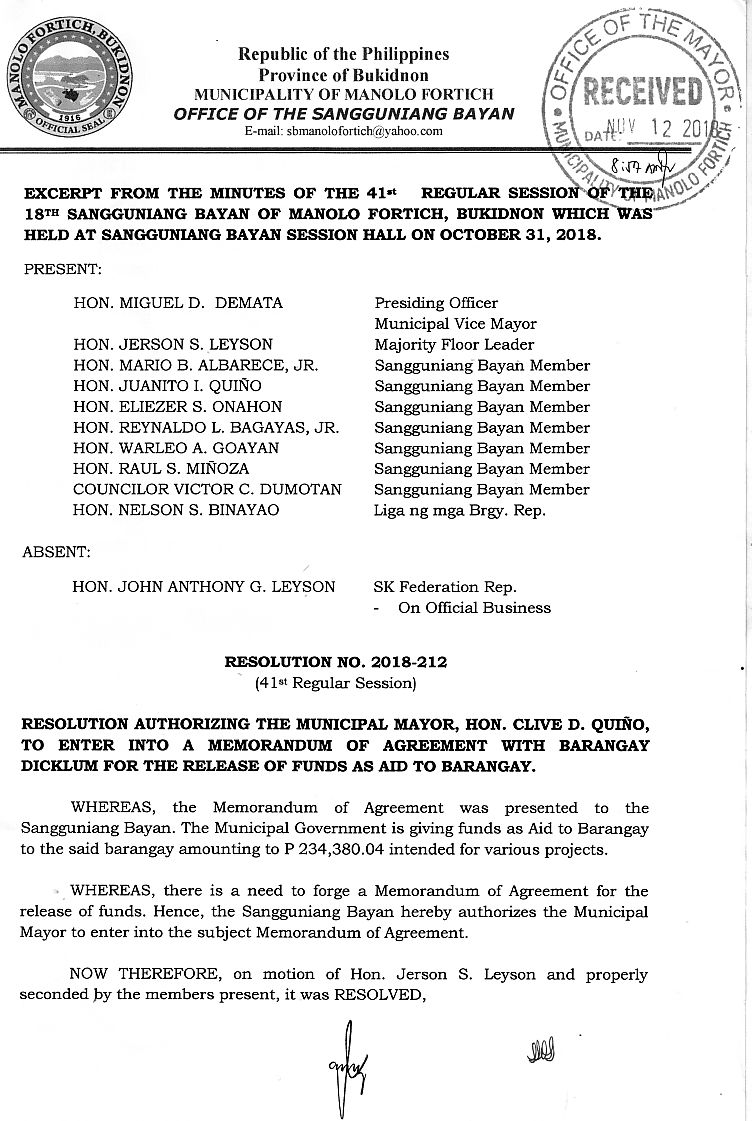 MANOLO FORTICH, BUKIDNON
1916
OFFICIAL SEAL
Republic of the Philippines
Province of Bukidnon
MUNICIPALITY OF MANOLO FORTICH
OFFICE OF THE SANGGUNIANG BAYAN
E-mail: sbmanolofortich@yahoo.com
OFFICE OF THE MAYOR
RECEIVED
DATE: NOV 12 2018
MUNICIPALITY OF MANOLO FORTICH
EXCERPT FROM THE MINUTES OF THE 41st REGULAR SESSION OF THE
18TH SANGGUNIANG BAYAN OF MANOLO FORTICH, BUKIDNON WHICH WAS
HELD AT SANGGUNIANG BAYAN SESSION HALL ON OCTOBER 31, 2018.
PRESENT:
HON. MIGUEL D. DEMATA Presiding Officer
Municipal Vice Mayor
HON. JERSON S. LEYSON Majority Floor Leader
HON. MARIO B. ALBARECE, JR. Sangguniang Bayan Member
HON. JUANITO I. QUIÑO Sangguniang Bayan Member
HON. ELIEZER S. ONAHON Sangguniang Bayan Member
HON. REYNALDO L. BAGAYAS, JR. Sangguniang Bayan Member
HON. WARLEO A. GOAYAN Sangguniang Bayan Member
HON. RAUL S. MIÑOZA Sangguniang Bayan Member
COUNCILOR VICTOR C. DUMOTAN Sangguniang Bayan Member
HON. NELSON S. BINAYAO Liga ng mga Brgy. Rep.
ABSENT:
HON. JOHN ANTHONY G. LEYSON SK Federation Rep.
- On Official Business
RESOLUTION NO. 2018-212
(41st Regular Session)
RESOLUTION AUTHORIZING THE MUNICIPAL MAYOR, HON. CLIVE D. QUIÑO,
TO ENTER INTO A MEMORANDUM OF AGREEMENT WITH BARANGAY
DICKLUM FOR THE RELEASE OF FUNDS AS AID TO BARANGAY.
WHEREAS, the Memorandum of Agreement was presented to the
Sangguniang Bayan. The Municipal Government is giving funds as Aid to Barangay
to the said barangay amounting to P 234,380.04 intended for various projects.
WHEREAS, there is a need to forge a Memorandum of Agreement for the
release of funds. Hence, the Sangguniang Bayan hereby authorizes the Municipal
Mayor to enter into the subject Memorandum of Agreement.
NOW THEREFORE, on motion of Hon. Jerson S. Leyson and properly
seconded by the members present, it was RESOLVED,